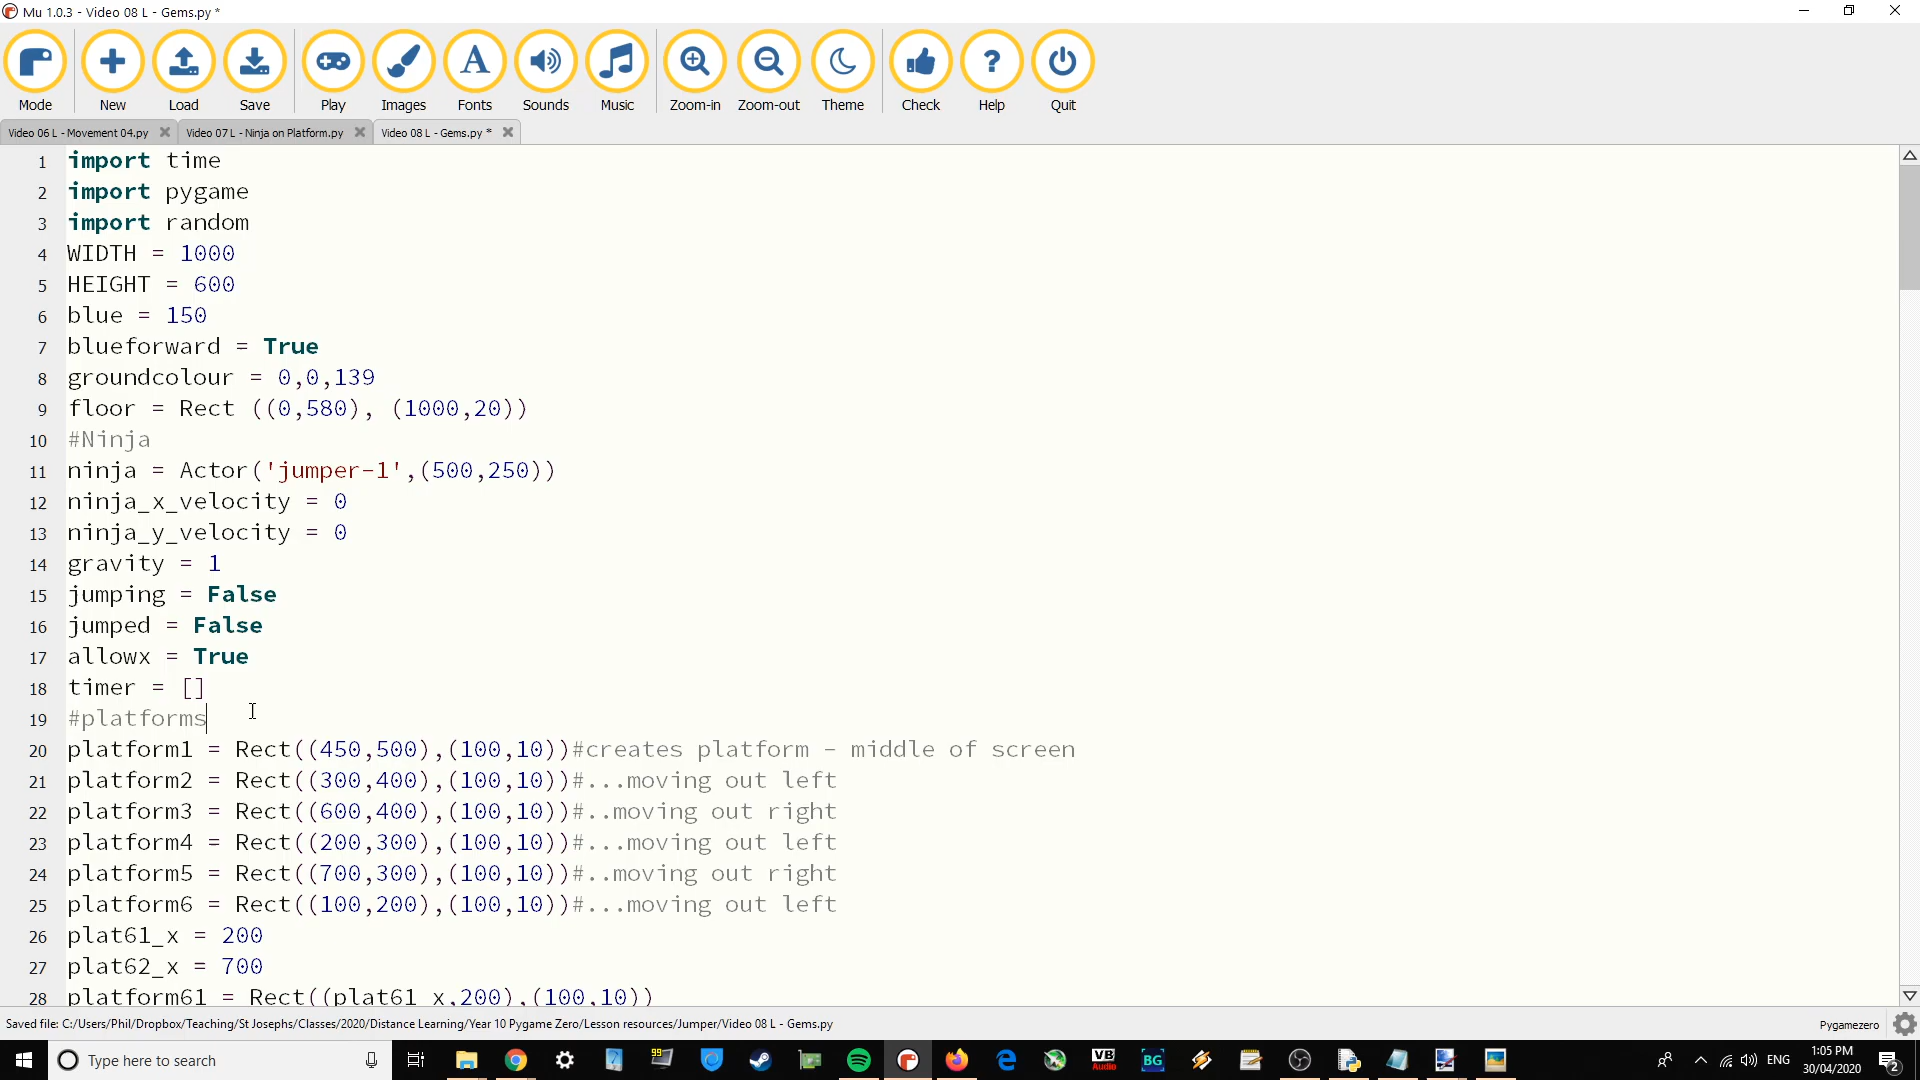 Mu 1.0.3 - Video 08 L - Gems.py *
Mode New Load Save Play Images Fonts Sounds Music Zoom-in Zoom-out Theme Check Help Quit
Video 06 L - Movement 04.py Video 07 L - Ninja on Platform.py Video 08 L - Gems.py *
1 import time
2 import pygame
3 import random
4 WIDTH = 1000
5 HEIGHT = 600
6 blue = 150
7 blueforward = True
8 groundcolour = 0,0,139
9 floor = Rect ((0,580), (1000,20))
10 #Ninja
11 ninja = Actor('jumper-1',(500,250))
12 ninja_x_velocity = 0
13 ninja_y_velocity = 0
14 gravity = 1
15 jumping = False
16 jumped = False
17 allowx = True
18 timer = []
19 #platforms
20 platform1 = Rect((450,500),(100,10))#creates platform - middle of screen
21 platform2 = Rect((300,400),(100,10))#...moving out left
22 platform3 = Rect((600,400),(100,10))#..moving out right
23 platform4 = Rect((200,300),(100,10))#...moving out left
24 platform5 = Rect((700,300),(100,10))#..moving out right
25 platform6 = Rect((100,200),(100,10))#...moving out left
26 plat61_x = 200
27 plat62_x = 700
28 platform61 = Rect((plat61_x,200),(100,10))
Saved file: C:/Users/Phil/Dropbox/Teaching/St Josephs/Classes/2020/Distance Learning/Year 10 Pygame Zero/Lesson resources/Jumper/Video 08 L - Gems.py
Pygamezero
Type here to search
99+
VB Audio
BG
ENG
1:05 PM
30/04/2020
2